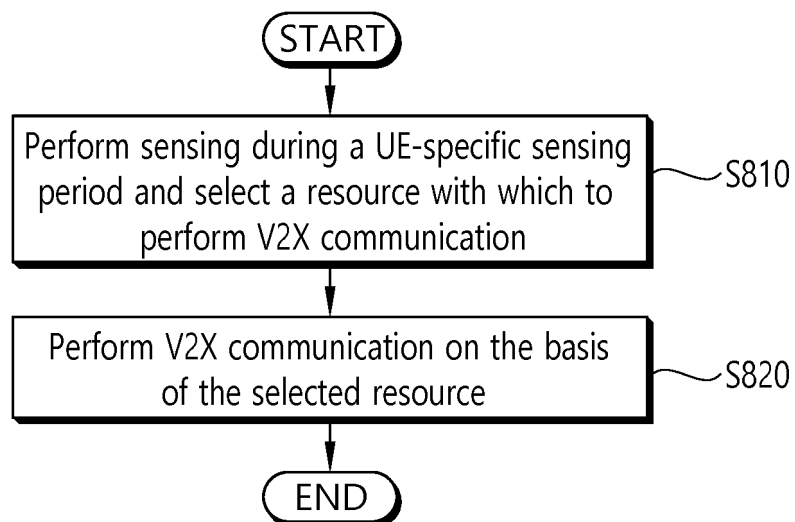 START
Perform sensing during a UE-specific sensing
period and select a resource with which to
perform V2X communication
S810
Perform V2X communication on the basis
of the selected resource
S820
END